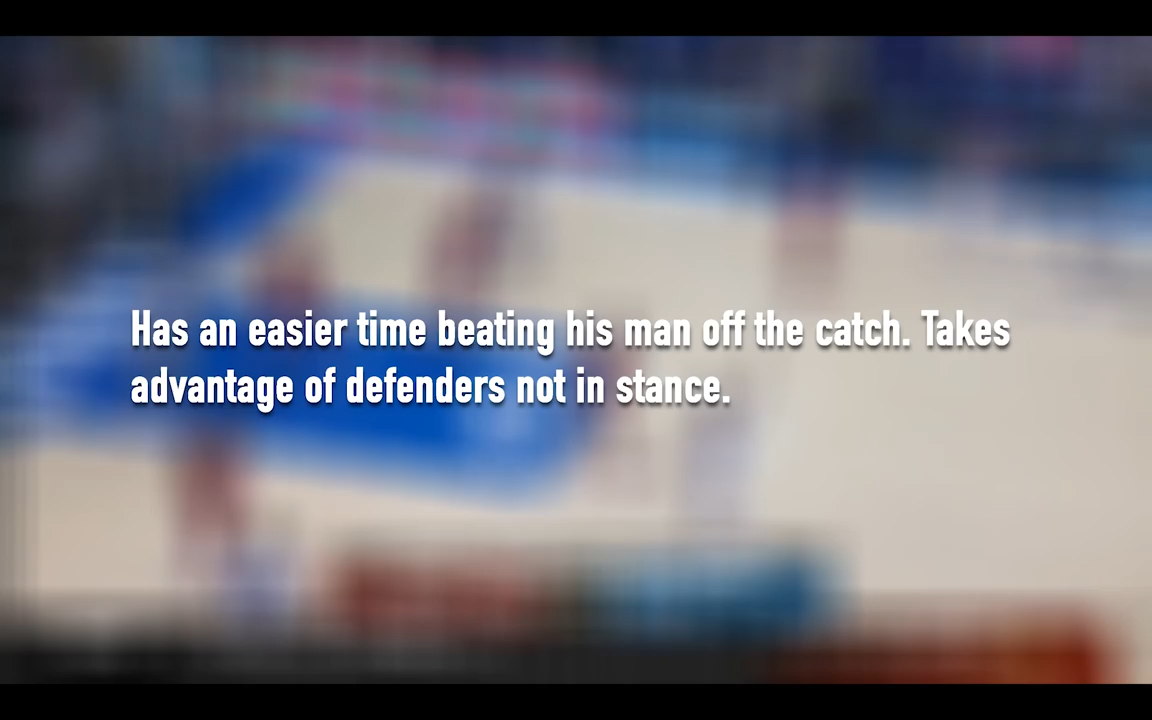 Has an easier time beating his man off the catch. Takes
advantage of defenders not in stance.